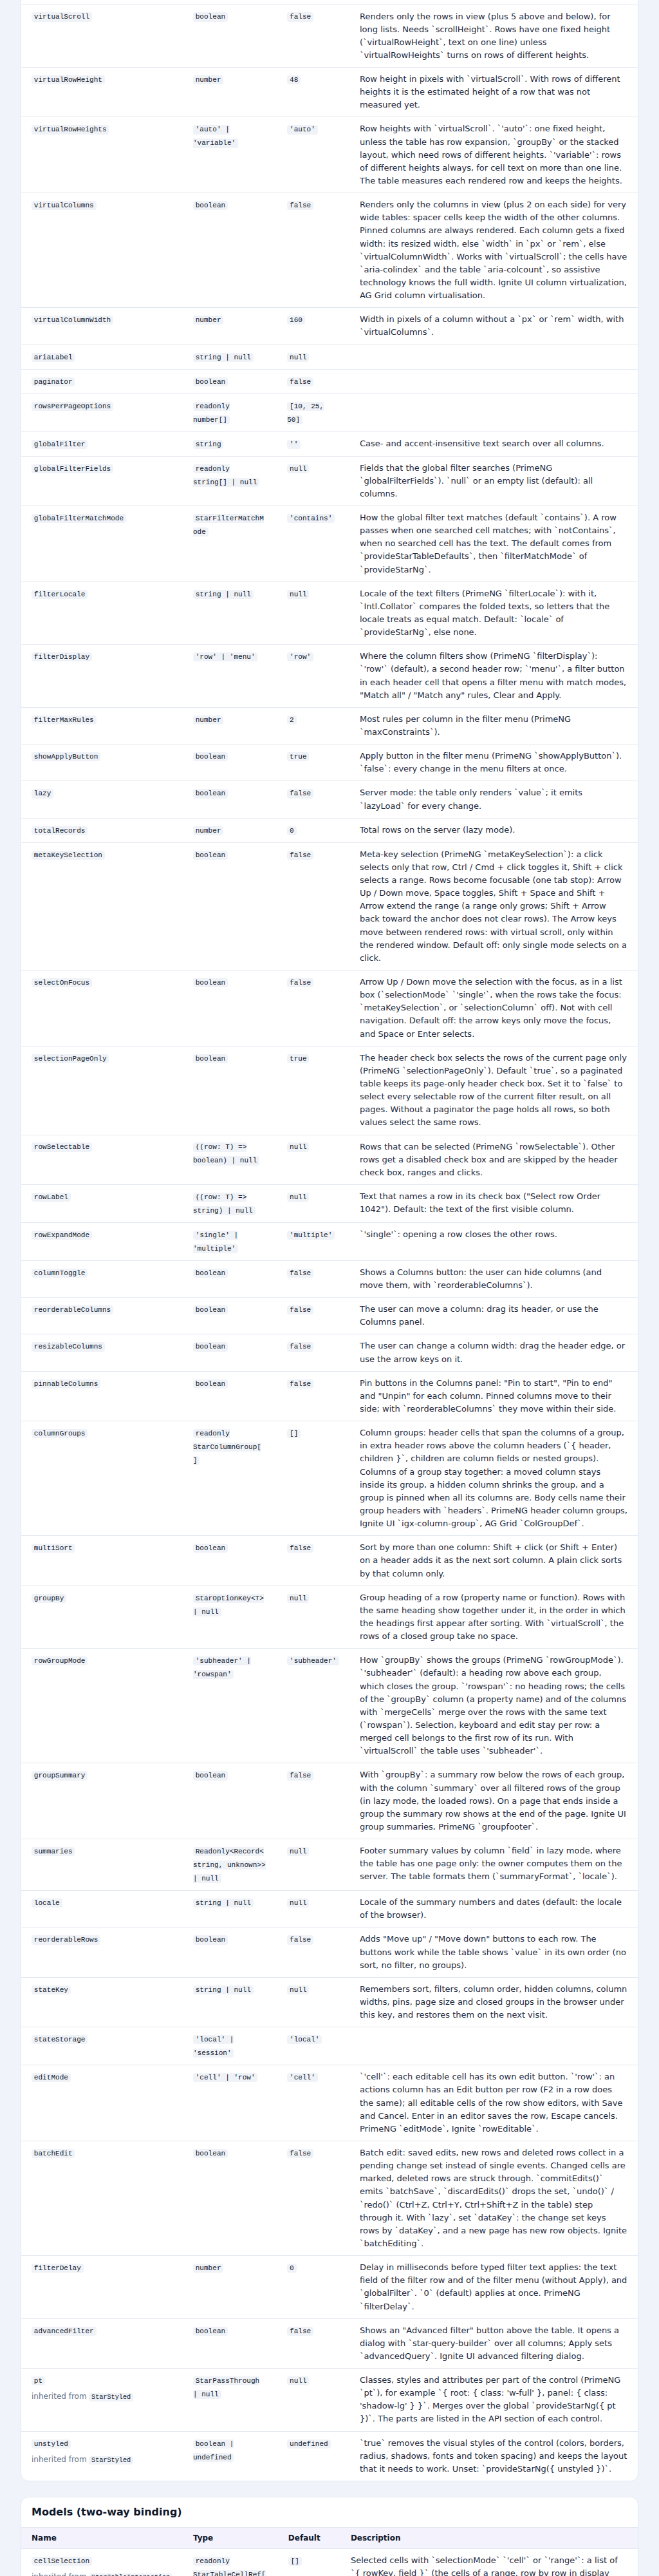 virtualScroll boolean false Renders only the rows in view (plus 5 above and below), for
long lists. Needs `scrollHeight`. Rows have one fixed height
(`virtualRowHeight`, text on one line) unless
`virtualRowHeights` turns on rows of different heights.
virtualRowHeight number 48 Row height in pixels with `virtualScroll`. With rows of different
heights it is the estimated height of a row that was not
measured yet.
virtualRowHeights 'auto' | 'auto' Row heights with `virtualScroll`. `'auto'`: one fixed height,
'variable' unless the table has row expansion, `groupBy` or the stacked
layout, which need rows of different heights. `'variable'`: rows
of different heights always, for cell text on more than one line.
The table measures each rendered row and keeps the heights.
virtualColumns boolean false Renders only the columns in view (plus 2 on each side) for very
wide tables: spacer cells keep the width of the other columns.
Pinned columns are always rendered. Each column gets a fixed
width: its resized width, else `width` in `px` or `rem`, else
`virtualColumnWidth`. Works with `virtualScroll`; the cells have
`aria-colindex` and the table `aria-colcount`, so assistive
technology knows the full width. Ignite UI column virtualization,
AG Grid column virtualisation.
virtualColumnWidth number 160 Width in pixels of a column without a `px` or `rem` width, with
`virtualColumns`.
ariaLabel string | null null
paginator boolean false
rowsPerPageOptions readonly [10, 25,
number[] 50]
globalFilter string '' Case- and accent-insensitive text search over all columns.
globalFilterFields readonly null Fields that the global filter searches (PrimeNG
string[] | null `globalFilterFields`). `null` or an empty list (default): all
columns.
globalFilterMatchMode StarFilterMatchM 'contains' How the global filter text matches (default `contains`). A row
ode passes when one searched cell matches; with `notContains`,
when no searched cell has the text. The default comes from
`provideStarTableDefaults`, then `filterMatchMode` of
`provideStarNg`.
filterLocale string | null null Locale of the text filters (PrimeNG `filterLocale`): with it,
`Intl.Collator` compares the folded texts, so letters that the
locale treats as equal match. Default: `locale` of
`provideStarNg`, else none.
filterDisplay 'row' | 'menu' 'row' Where the column filters show (PrimeNG `filterDisplay`):
`'row'` (default), a second header row; `'menu'`, a filter button
in each header cell that opens a filter menu with match modes,
"Match all" / "Match any" rules, Clear and Apply.
filterMaxRules number 2 Most rules per column in the filter menu (PrimeNG
`maxConstraints`).
showApplyButton boolean true Apply button in the filter menu (PrimeNG `showApplyButton`).
`false`: every change in the menu filters at once.
lazy boolean false Server mode: the table only renders `value`; it emits
`lazyLoad` for every change.
totalRecords number 0 Total rows on the server (lazy mode).
metaKeySelection boolean false Meta-key selection (PrimeNG `metaKeySelection`): a click
selects only that row, Ctrl / Cmd + click toggles it, Shift + click
selects a range. Rows become focusable (one tab stop): Arrow
Up / Down move, Space toggles, Shift + Space and Shift +
Arrow extend the range (a range only grows; Shift + Arrow
back toward the anchor does not clear rows). The Arrow keys
move between rendered rows: with virtual scroll, only within
the rendered window. Default off: only single mode selects on a
click.
selectOnFocus boolean false Arrow Up / Down move the selection with the focus, as in a list
box (`selectionMode` `'single'`, when the rows take the focus:
`metaKeySelection`, or `selectionColumn` off). Not with cell
navigation. Default off: the arrow keys only move the focus,
and Space or Enter selects.
selectionPageOnly boolean true The header check box selects the rows of the current page only
(PrimeNG `selectionPageOnly`). Default `true`, so a paginated
table keeps its page-only header check box. Set it to `false` to
select every selectable row of the current filter result, on all
pages. Without a paginator the page holds all rows, so both
values select the same rows.
rowSelectable ((row: T) => null Rows that can be selected (PrimeNG `rowSelectable`). Other
boolean) | null rows get a disabled check box and are skipped by the header
check box, ranges and clicks.
rowLabel ((row: T) => null Text that names a row in its check box ("Select row Order
string) | null 1042"). Default: the text of the first visible column.
rowExpandMode 'single' | 'multiple' `'single'`: opening a row closes the other rows.
'multiple'
columnToggle boolean false Shows a Columns button: the user can hide columns (and
move them, with `reorderableColumns`).
reorderableColumns boolean false The user can move a column: drag its header, or use the
Columns panel.
resizableColumns boolean false The user can change a column width: drag the header edge, or
use the arrow keys on it.
pinnableColumns boolean false Pin buttons in the Columns panel: "Pin to start", "Pin to end"
and "Unpin" for each column. Pinned columns move to their
side; with `reorderableColumns` they move within their side.
columnGroups readonly [] Column groups: header cells that span the columns of a group,
StarColumnGroup[ in extra header rows above the column headers (`{ header,
] children }`, children are column fields or nested groups).
Columns of a group stay together: a moved column stays
inside its group, a hidden column shrinks the group, and a
group is pinned when all its columns are. Body cells name their
group headers with `headers`. PrimeNG header column groups,
Ignite UI `igx-column-group`, AG Grid `ColGroupDef`.
multiSort boolean false Sort by more than one column: Shift + click (or Shift + Enter)
on a header adds it as the next sort column. A plain click sorts
by that column only.
groupBy StarOptionKey<T> null Group heading of a row (property name or function). Rows with
| null the same heading show together under it, in the order in which
the headings first appear after sorting. With `virtualScroll`, the
rows of a closed group take no space.
rowGroupMode 'subheader' | 'subheader' How `groupBy` shows the groups (PrimeNG `rowGroupMode`).
'rowspan' `'subheader'` (default): a heading row above each group,
which closes the group. `'rowspan'`: no heading rows; the cells
of the `groupBy` column (a property name) and of the columns
with `mergeCells` merge over the rows with the same text
(`rowspan`). Selection, keyboard and edit stay per row: a
merged cell belongs to the first row of its run. With
`virtualScroll` the table uses `'subheader'`.
groupSummary boolean false With `groupBy`: a summary row below the rows of each group,
with the column `summary` over all filtered rows of the group
(in lazy mode, the loaded rows). On a page that ends inside a
group the summary row shows at the end of the page. Ignite UI
group summaries, PrimeNG `groupfooter`.
summaries Readonly<Record< null Footer summary values by column `field` in lazy mode, where
string, unknown>> the table has one page only: the owner computes them on the
| null server. The table formats them (`summaryFormat`, `locale`).
locale string | null null Locale of the summary numbers and dates (default: the locale
of the browser).
reorderableRows boolean false Adds "Move up" / "Move down" buttons to each row. The
buttons work while the table shows `value` in its own order (no
sort, no filter, no groups).
stateKey string | null null Remembers sort, filters, column order, hidden columns, column
widths, pins, page size and closed groups in the browser under
this key, and restores them on the next visit.
stateStorage 'local' | 'local'
'session'
editMode 'cell' | 'row' 'cell' `'cell'`: each editable cell has its own edit button. `'row'`: an
actions column has an Edit button per row (F2 in a row does
the same); all editable cells of the row show editors, with Save
and Cancel. Enter in an editor saves the row, Escape cancels.
PrimeNG `editMode`, Ignite `rowEditable`.
batchEdit boolean false Batch edit: saved edits, new rows and deleted rows collect in a
pending change set instead of single events. Changed cells are
marked, deleted rows are struck through. `commitEdits()`
emits `batchSave`, `discardEdits()` drops the set, `undo()` /
`redo()` (Ctrl+Z, Ctrl+Y, Ctrl+Shift+Z in the table) step
through it. With `lazy`, set `dataKey`: the change set keys
rows by `dataKey`, and a new page has new row objects. Ignite
`batchEditing`.
filterDelay number 0 Delay in milliseconds before typed filter text applies: the text
field of the filter row and of the filter menu (without Apply), and
`globalFilter`. `0` (default) applies at once. PrimeNG
`filterDelay`.
advancedFilter boolean false Shows an "Advanced filter" button above the table. It opens a
dialog with `star-query-builder` over all columns; Apply sets
`advancedQuery`. Ignite UI advanced filtering dialog.
pt StarPassThrough null Classes, styles and attributes per part of the control (PrimeNG
inherited from StarStyled | null `pt`), for example `{ root: { class: 'w-full' }, panel: { class:
'shadow-lg' } }`. Merges over the global `provideStarNg({ pt
})`. The parts are listed in the API section of each control.
unstyled boolean | undefined `true` removes the visual styles of the control (colors, borders,
inherited from StarStyled undefined radius, shadows, fonts and token spacing) and keeps the layout
that it needs to work. Unset: `provideStarNg({ unstyled })`.
Models (two-way binding)
Name Type Default Description
cellSelection readonly [] Selected cells with `selectionMode` `'cell'` or `'range'`: a list of
StarTableCellRef[ `{ rowKey, field }` (the cells of a range, row by row in display